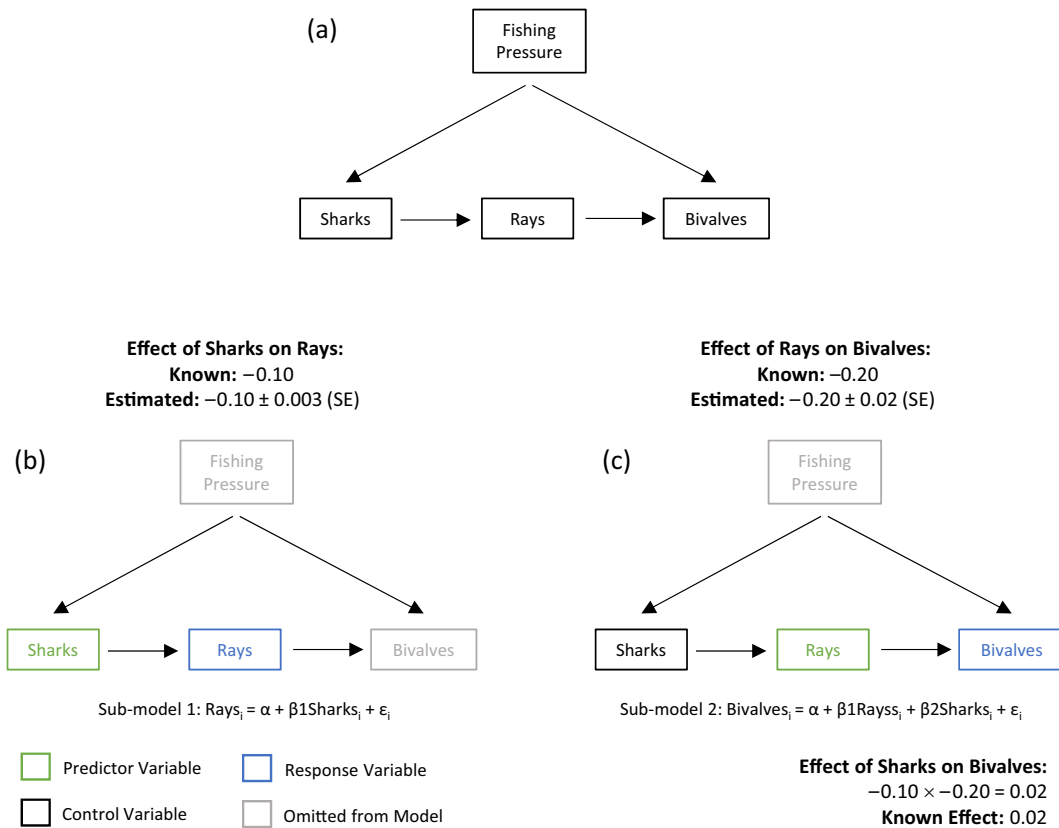 (a)
Fishing
Pressure
Sharks
Rays
Bivalves
Effect of Sharks on Rays:
Known: −0.10
Estimated: −0.10 ± 0.003 (SE)
Effect of Rays on Bivalves:
Known: −0.20
Estimated: −0.20 ± 0.02 (SE)
(b)
Fishing
Pressure
Sharks
Rays
Bivalves
Sub-model 1: Raysᵢ = α + β1Sharksᵢ + εᵢ
(c)
Fishing
Pressure
Sharks
Rays
Bivalves
Sub-model 2: Bivalvesᵢ = α + β1Rayssᵢ + β2Sharksᵢ + εᵢ
Predictor Variable
Response Variable
Control Variable
Omitted from Model
Effect of Sharks on Bivalves:
−0.10 × −0.20 = 0.02
Known Effect: 0.02